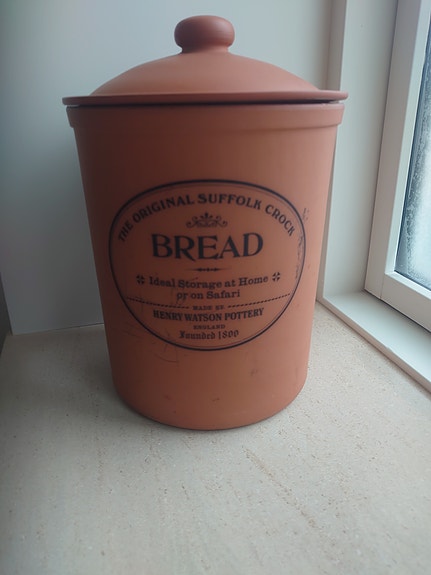 THE ORIGINAL SUFFOLK CROCK
BREAD
Ideal Storage at Home
or on Safari
MADE BY
HENRY WATSON POTTERY
ENGLAND
Founded 1800